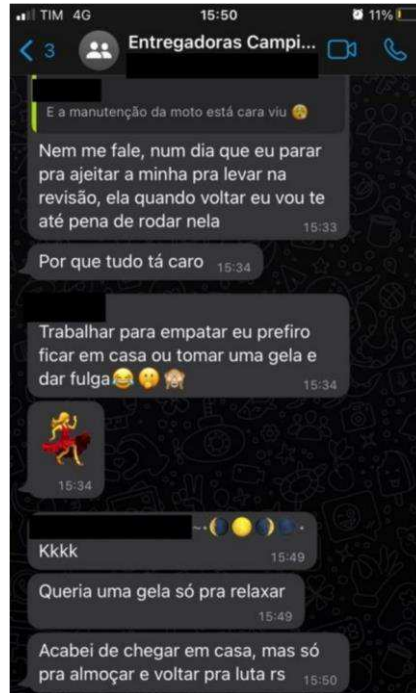 TIM 4G 15:50 11%
3 Entregadoras Campi...
E a manutenção da moto está cara viu 😨
Nem me fale, num dia que eu parar
pra ajeitar a minha pra levar na
revisão, ela quando voltar eu vou te
até pena de rodar nela
15:33
Por que tudo tá caro 15:34
Trabalhar para empatar eu prefiro
ficar em casa ou tomar uma gela e
dar fulga😂🤫🙈
15:34
💃
15:34
~·🌒🌕🌖🌑·
Kkkk
15:49
Queria uma gela só pra relaxar
15:49
Acabei de chegar em casa, mas só
pra almoçar e voltar pra luta rs 15:50